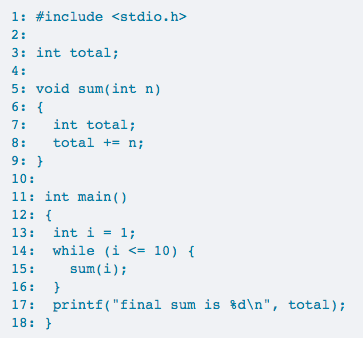 1: #include <stdio.h>
2:
3: int total;
4:
5: void sum(int n)
6: {
7:   int total;
8:   total += n;
9: }
10:
11: int main()
12: {
13:   int i = 1;
14:   while (i <= 10) {
15:     sum(i);
16:   }
17:   printf("final sum is %d\n", total);
18: }